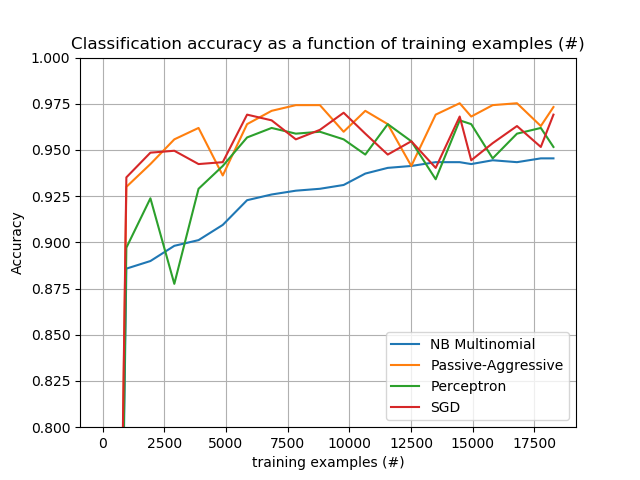 Classification accuracy as a function of training examples (#)
1.000
0.975
0.950
0.925
0.900
0.875
0.850
0.825
0.800
Accuracy
NB Multinomial
Passive-Aggressive
Perceptron
SGD
0 2500 5000 7500 10000 12500 15000 17500
training examples (#)